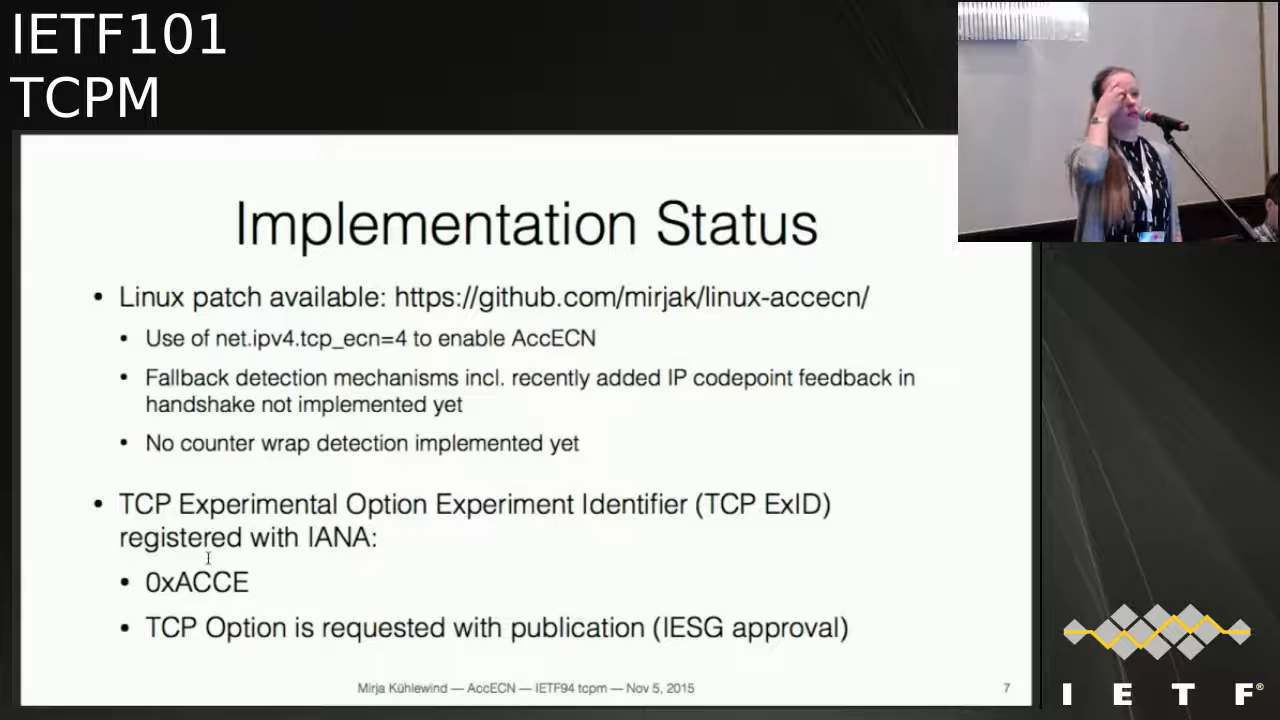 IETF101
TCPM
Implementation Status
• Linux patch available: https://github.com/mirjak/linux-accecn/
• Use of net.ipv4.tcp_ecn=4 to enable AccECN
• Fallback detection mechanisms incl. recently added IP codepoint feedback in
handshake not implemented yet
• No counter wrap detection implemented yet
• TCP Experimental Option Experiment Identifier (TCP ExID)
registered with IANA:
• 0xACCE
• TCP Option is requested with publication (IESG approval)
Mirja Kühlewind — AccECN — IETF94 tcpm — Nov 5, 2015
7
I E T F®